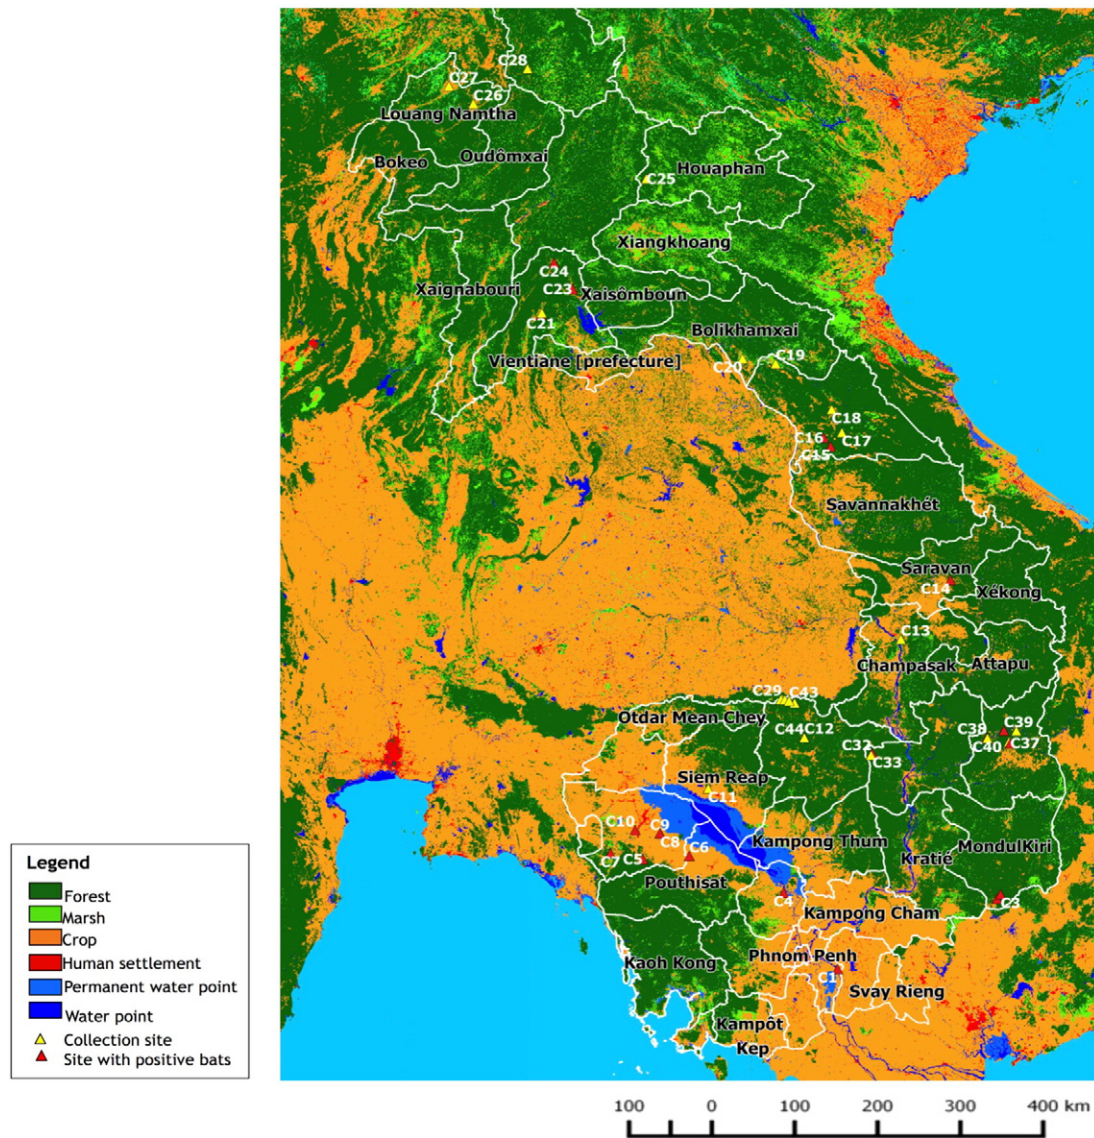 C28
C27
C26
Louang Namtha
Oudômxai
Bokeo
Houaphan
C25
Xiangkhoang
C24
C23
Xaignabouri
Xaisômboun
C21
Bolikhamxai
Vientiane [prefecture]
C19
C20
C18
C16
C17
C15
Savannakhét
Saravan
C14
Xékong
C13
Champasak
Attapu
C29
C43
Otdar Mean Chey
C44
C12
C38
C39
C32
C40
C37
C33
Siem Reap
C11
C10
C9
C8
C6
Kampong Thum
C7
C5
Kratié
MondulKiri
Pouthisat
C4
C3
Kampong Cham
Phnom Penh
Kaoh Kong
C1
Svay Rieng
Kampôt
Kep
Legend
Forest
Marsh
Crop
Human settlement
Permanent water point
Water point
Collection site
Site with positive bats
100 0 100 200 300 400 km